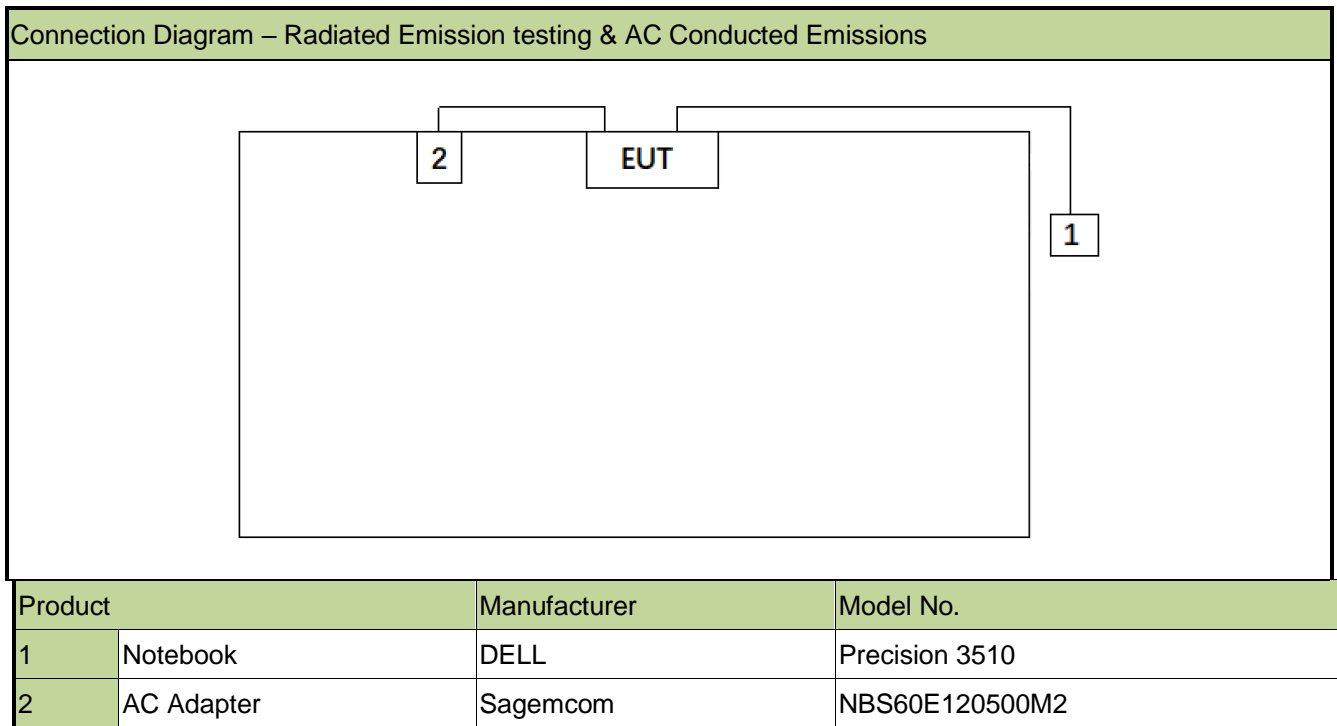 Connection Diagram – Radiated Emission testing & AC Conducted Emissions
2
EUT
1
Product Manufacturer Model No.
1 Notebook DELL Precision 3510
2 AC Adapter Sagemcom NBS60E120500M2